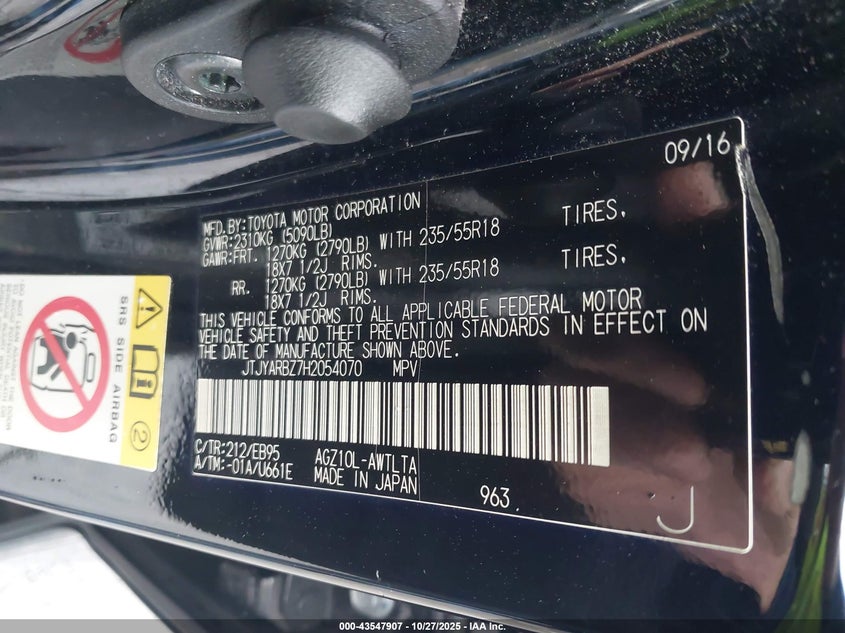 09/16
MFD.BY:TOYOTA MOTOR CORPORATION
GVWR:2310KG (5090LB)
GAWR:FRT. 1270KG (2790LB) WITH 235/55R18 TIRES,
18X7 1/2J RIMS.
RR. 1270KG (2790LB) WITH 235/55R18 TIRES,
18X7 1/2J RIMS.
THIS VEHICLE CONFORMS TO ALL APPLICABLE FEDERAL MOTOR
VEHICLE SAFETY AND THEFT PREVENTION STANDARDS IN EFFECT ON
THE DATE OF MANUFACTURE SHOWN ABOVE.
JTJYARBZ7H2054070 MPV
C/TR:212/EB95 AGZ10L-AWTLTA
A/TM:-01A/U661E MADE IN JAPAN
963
J
SRS SIDE AIRBAG
2
000-43547907 - 10/27/2025 - IAA Inc.